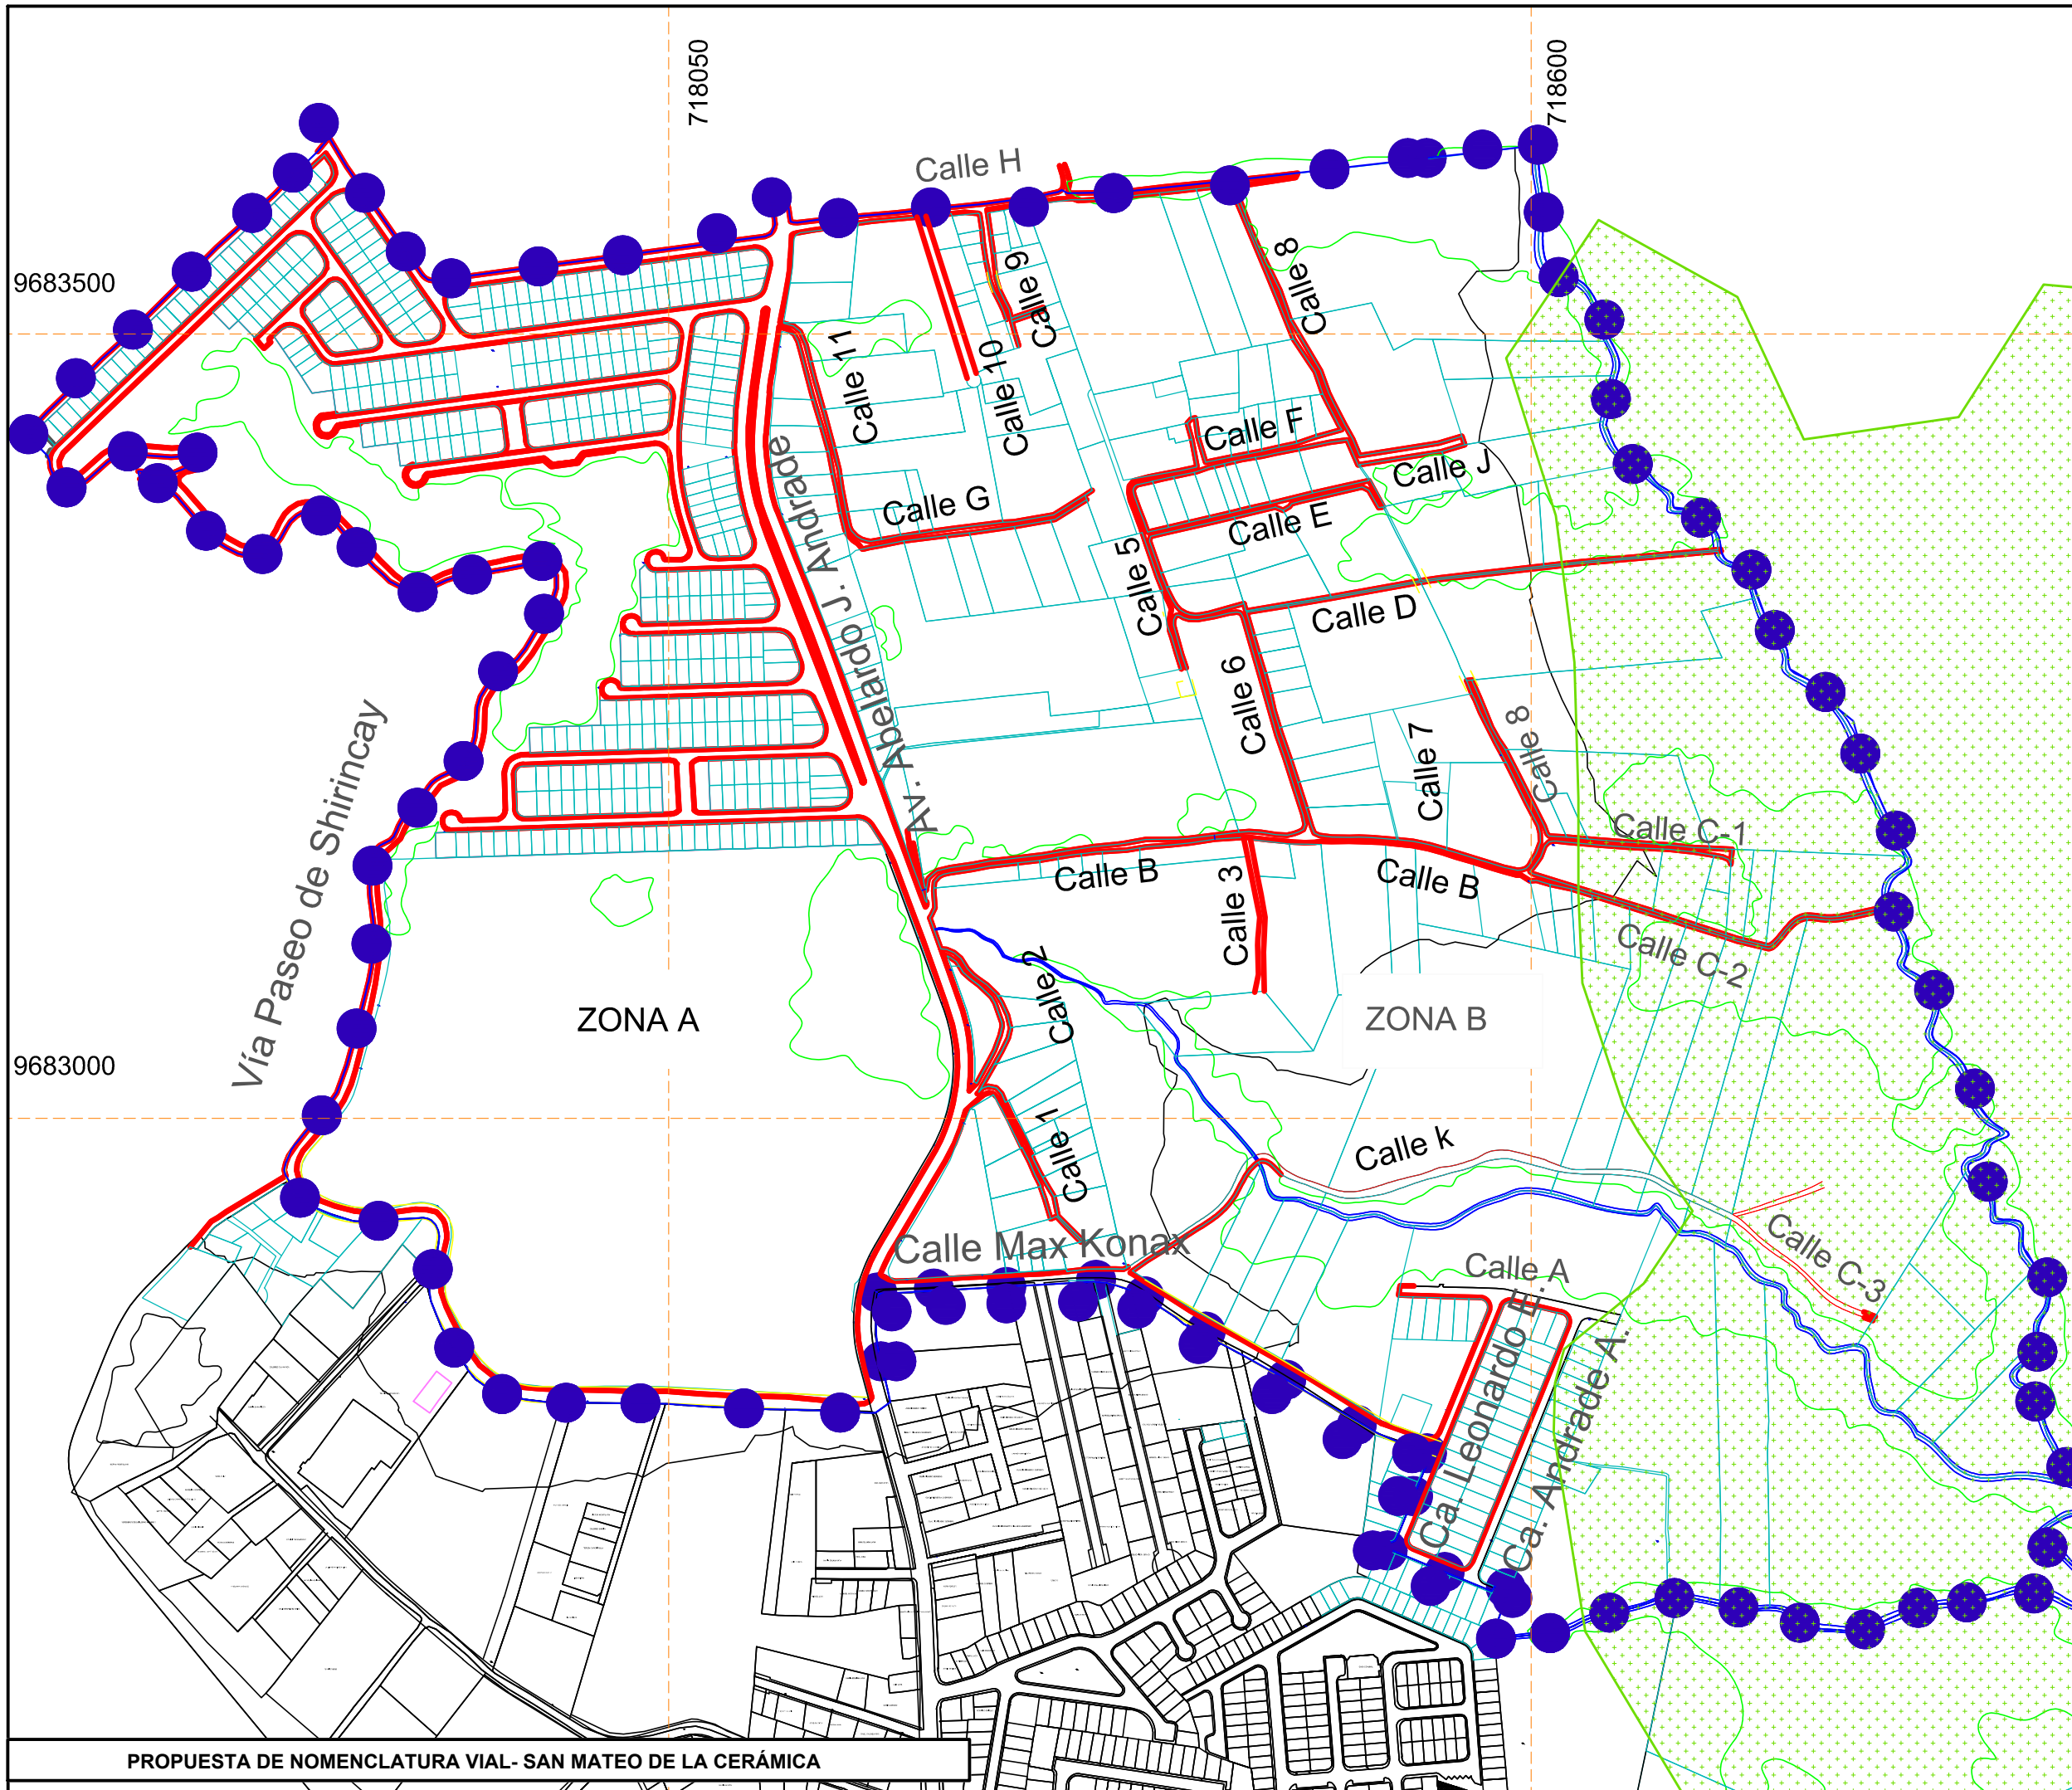 718050
718600
Calle H
9683500
Calle 8
Calle 9
Calle 10
Calle 11
Calle F
Calle J
Calle G
Calle E
Av. Abelardo J. Andrade
Calle 5
Calle D
Calle 6
Calle 7
Calle 8
Vía Paseo de Shirincay
Calle C-1
Calle B
Calle B
Calle 3
Calle C-2
Calle 2
ZONA A
ZONA B
9683000
Calle 1
Calle k
Calle Max Konax
Calle A
Calle C-3
Ca. Leonardo E.
Ca. Andrade A.
PROPUESTA DE NOMENCLATURA VIAL- SAN MATEO DE LA CERÁMICA